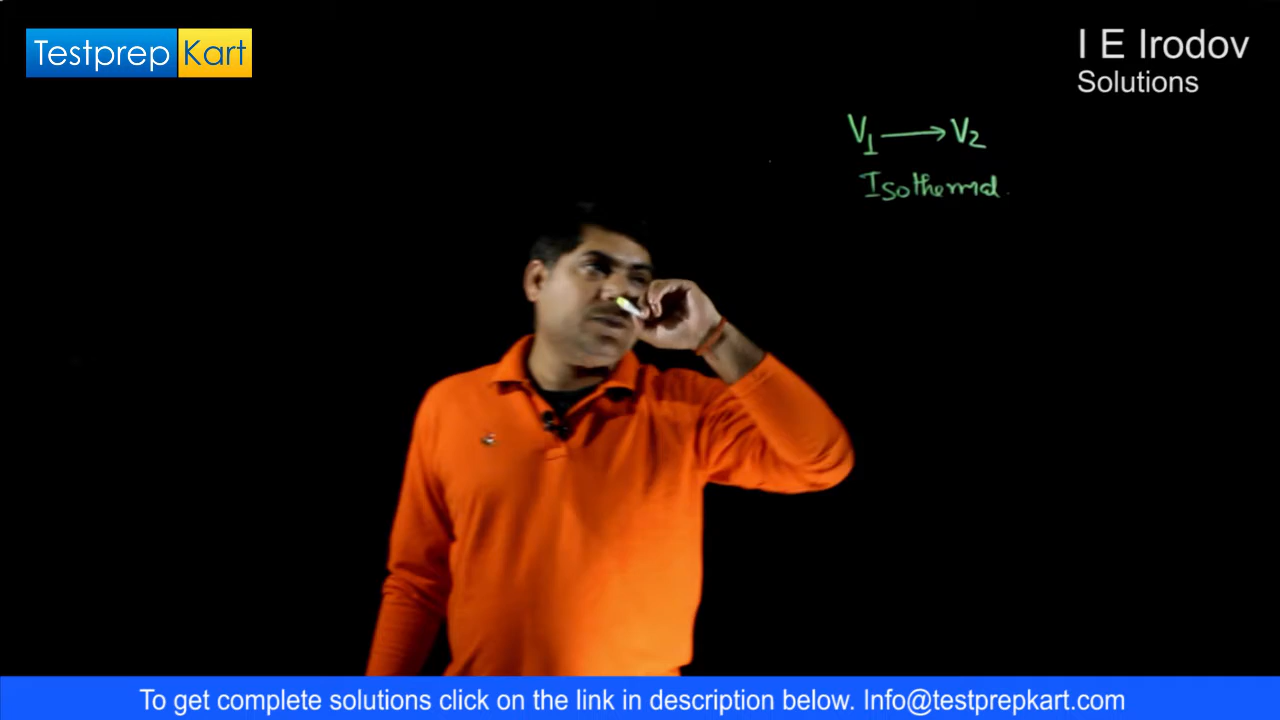 Testprep Kart
I E Irodov
Solutions
V1 → V2
Isothermal
To get complete solutions click on the link in description below. Info@testprepkart.com